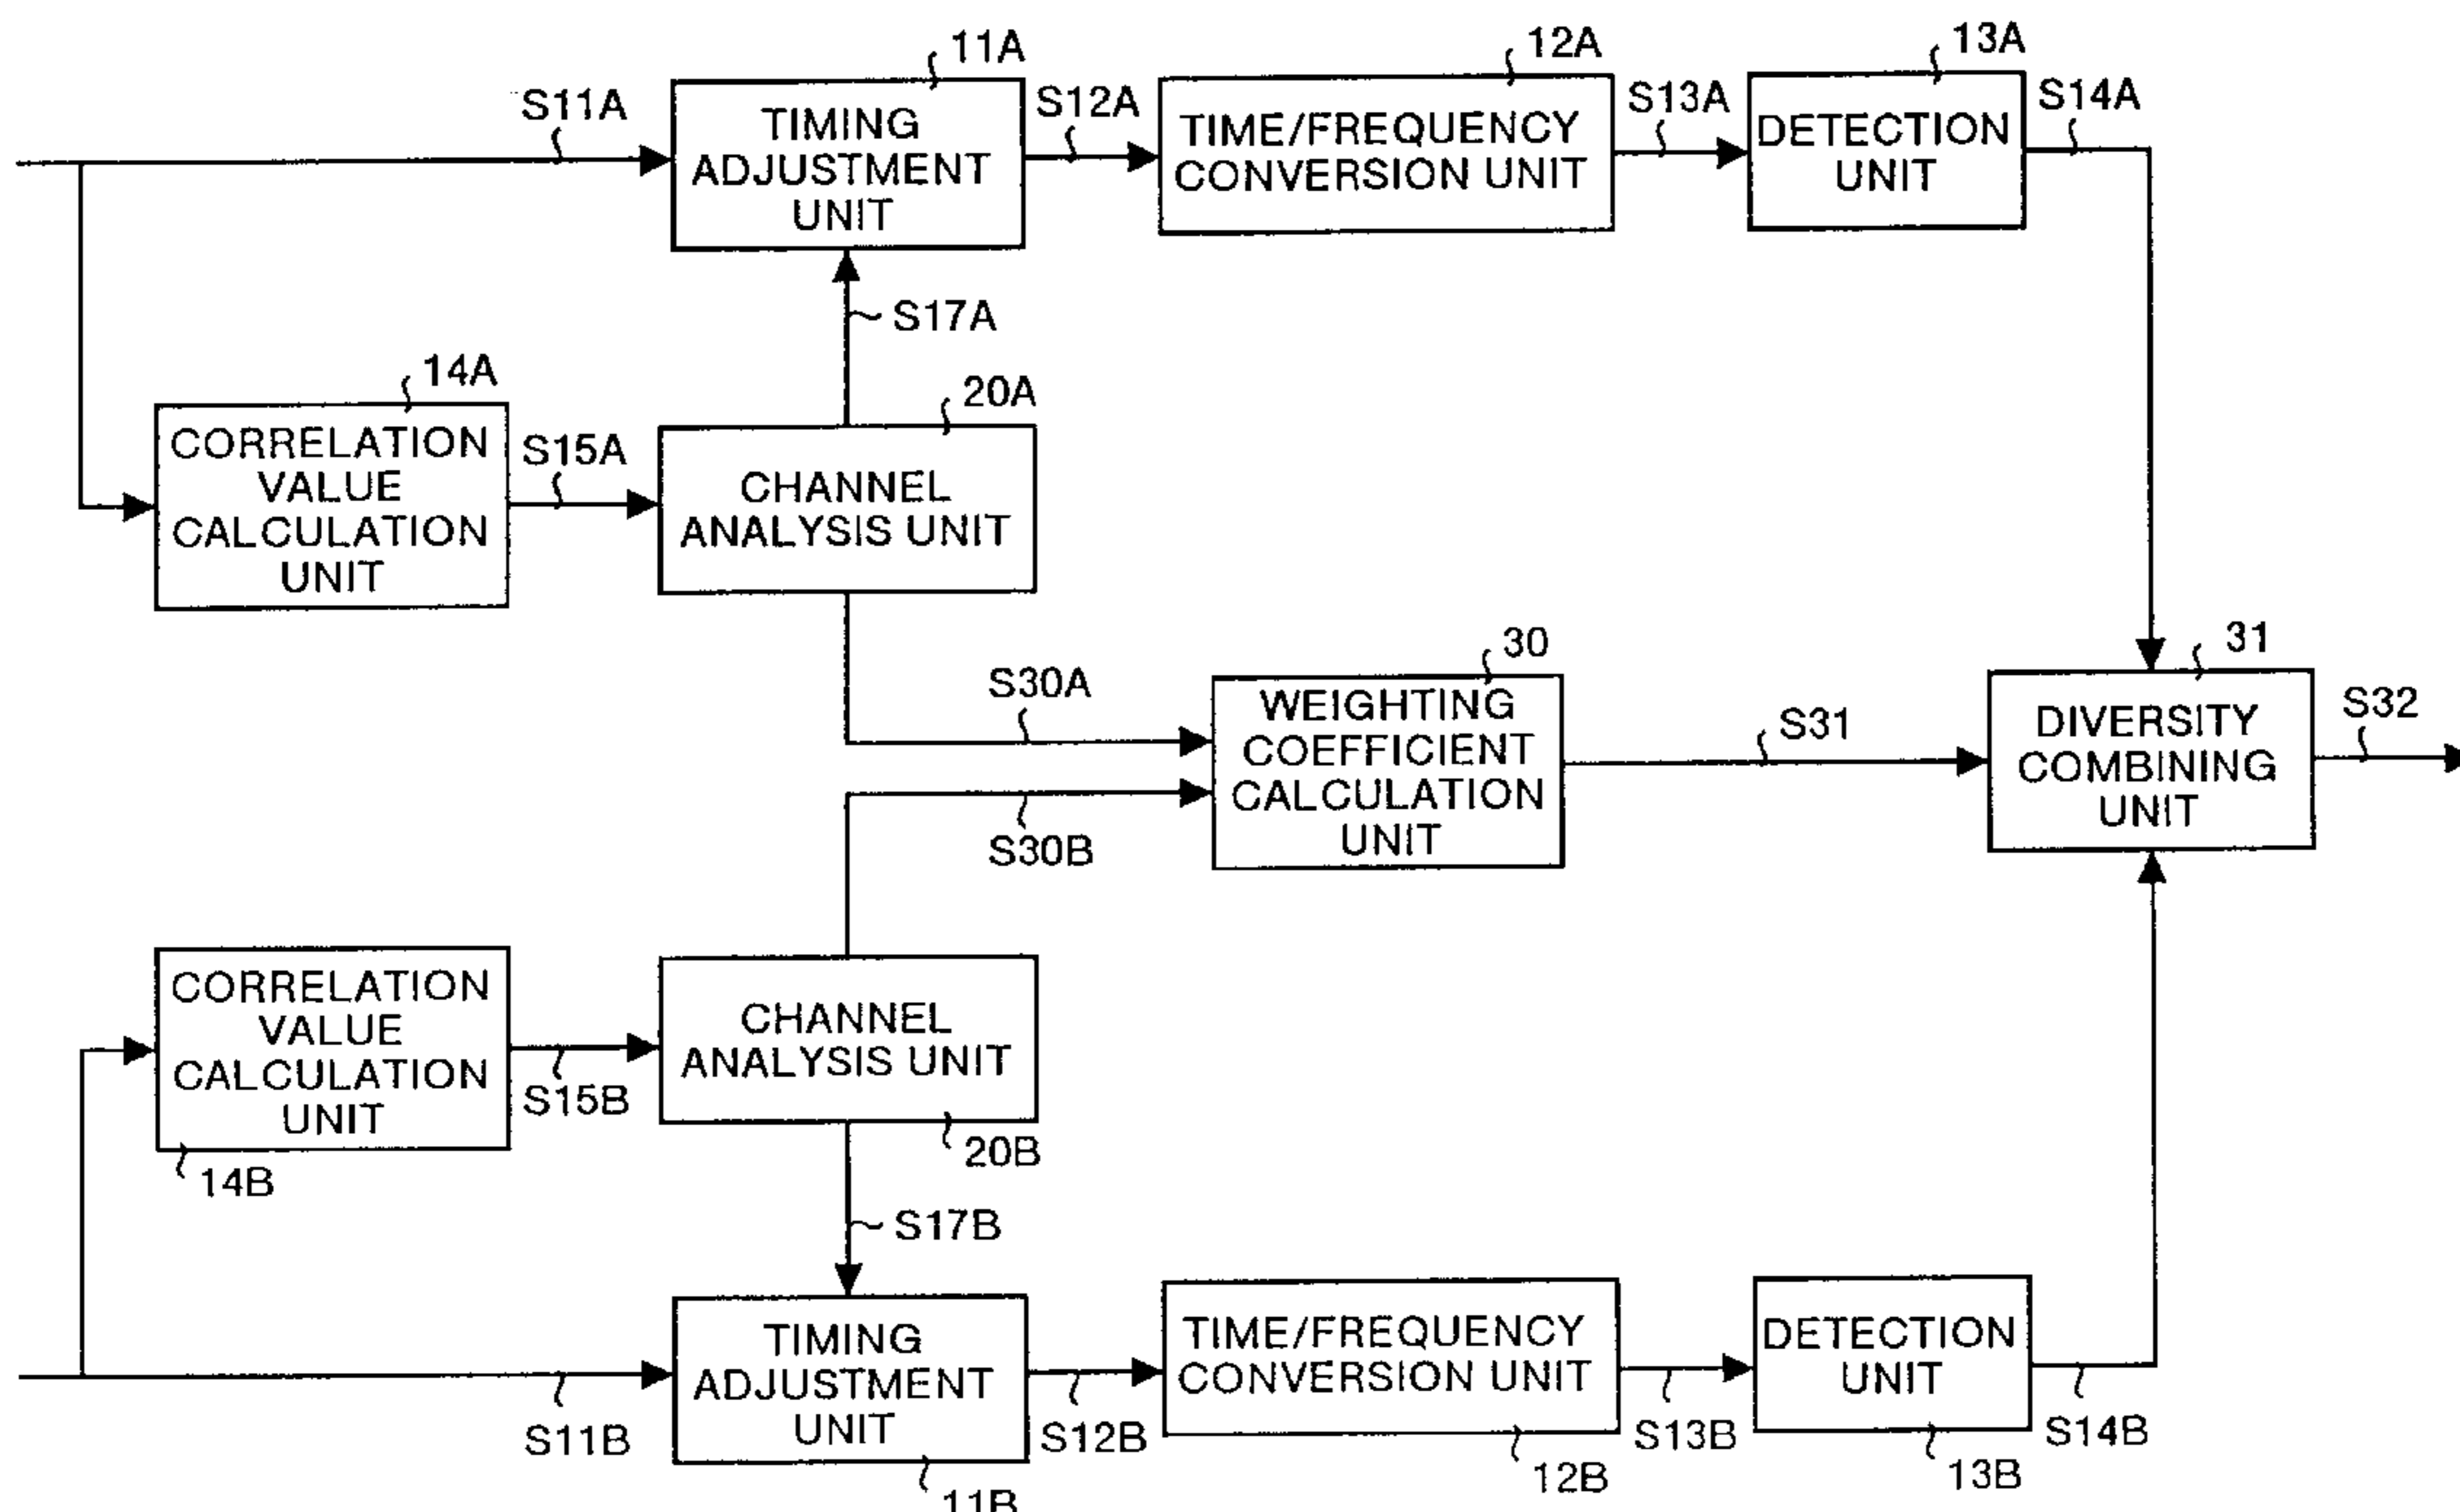 11A
12A
13A
S11A
S12A
S13A
S14A
TIMING
ADJUSTMENT
UNIT
TIME/FREQUENCY
CONVERSION UNIT
DETECTION
UNIT
S17A
14A
20A
CORRELATION
VALUE
CALCULATION
UNIT
S15A
CHANNEL
ANALYSIS UNIT
30
31
S30A
WEIGHTING
COEFFICIENT
CALCULATION
UNIT
S31
DIVERSITY
COMBINING
UNIT
S32
S30B
CORRELATION
VALUE
CALCULATION
UNIT
14B
S15B
CHANNEL
ANALYSIS UNIT
20B
S17B
TIMING
ADJUSTMENT
UNIT
TIME/FREQUENCY
CONVERSION UNIT
DETECTION
UNIT
S11B
S12B
S13B
S14B
11B
12B
13B